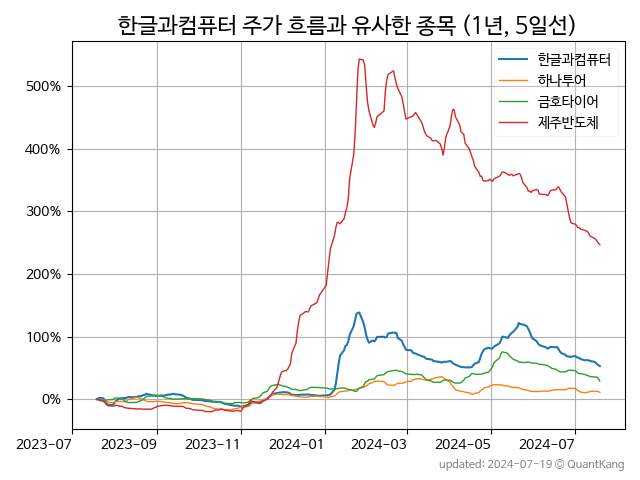 한글과컴퓨터 주가 흐름과 유사한 종목 (1년, 5일선)
한글과컴퓨터
하나투어
금호타이어
제주반도체
500%
400%
300%
200%
100%
0%
2023-07 2023-09 2023-11 2024-01 2024-03 2024-05 2024-07
updated: 2024-07-19 © QuantKang